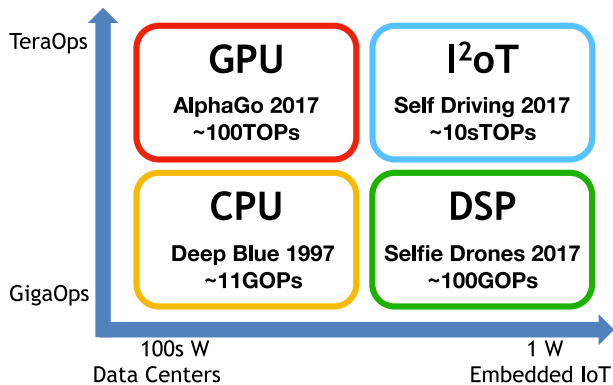 TeraOps
GPU
AlphaGo 2017
~100TOPs
I²oT
Self Driving 2017
~10sTOPs
CPU
Deep Blue 1997
~11GOPs
DSP
Selfie Drones 2017
~100GOPs
GigaOps
100s W
Data Centers
1 W
Embedded IoT